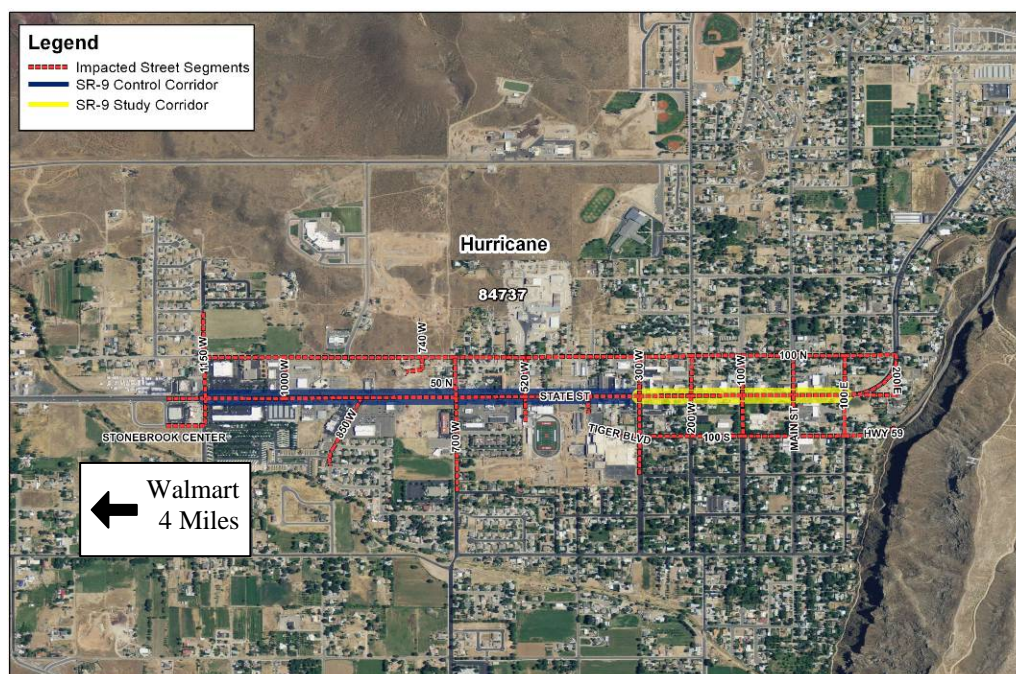 Legend
Impacted Street Segments
SR-9 Control Corridor
SR-9 Study Corridor
Hurricane
84737
1150 W
1000 W
740 W
50 N
520 W
300 W
100 W
100 N
200 E
STATE ST
850 W
700 W
200 W
MAIN ST
100 E
STONEBROOK CENTER
TIGER BLVD
100 S
HWY 59
Walmart
4 Miles